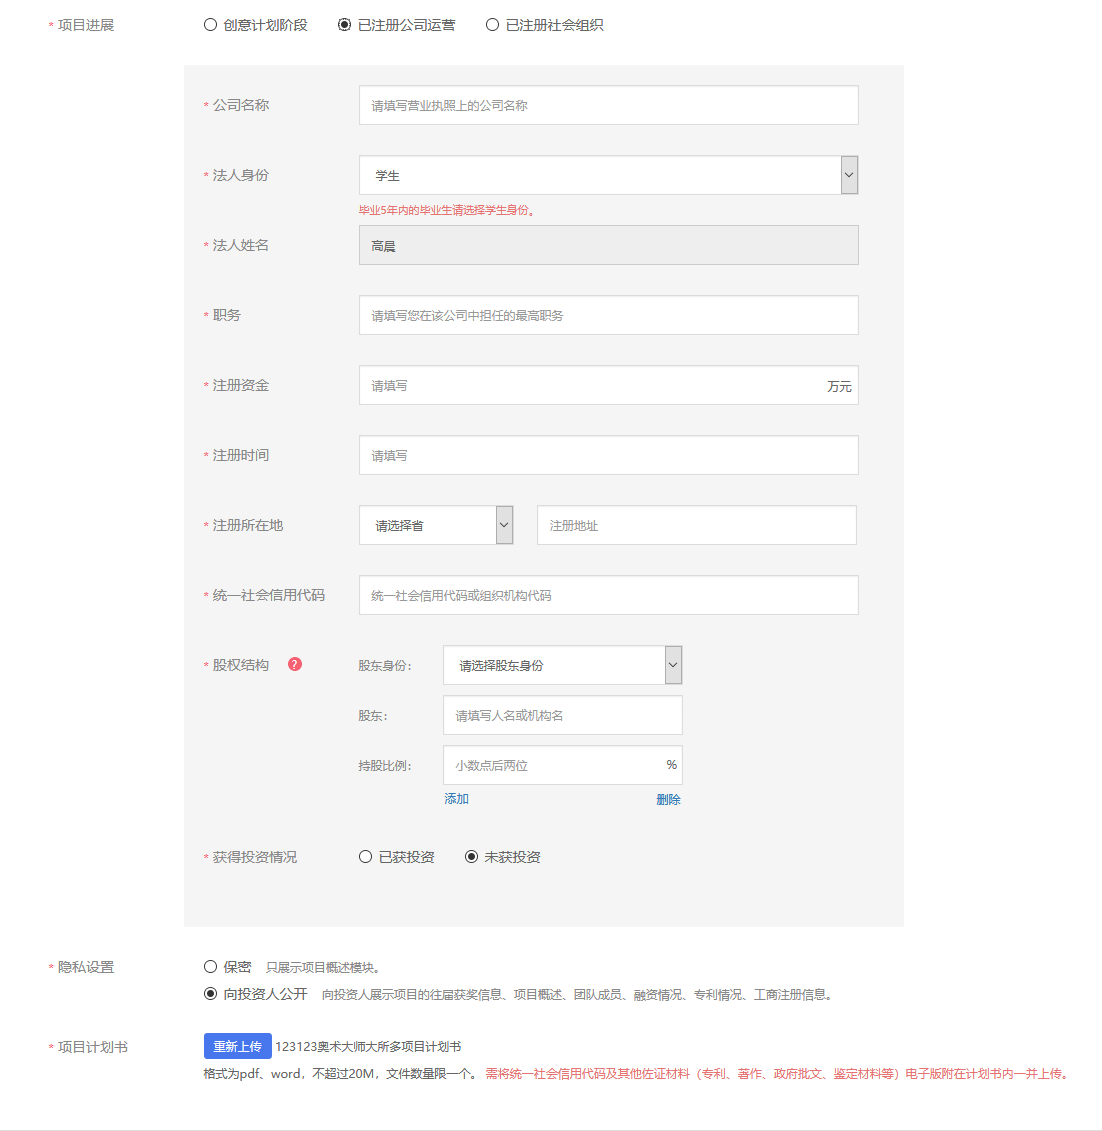 * 项目进展 创意计划阶段 已注册公司运营 已注册社会组织
* 公司名称 请填写营业执照上的公司名称
* 法人身份 学生
毕业5年内的毕业生请选择学生身份。
* 法人姓名 高晨
* 职务 请填写您在该公司中担任的最高职务
* 注册资金 请填写 万元
* 注册时间 请填写
* 注册所在地 请选择省 注册地址
* 统一社会信用代码 统一社会信用代码或组织机构代码
* 股权结构 ? 股东身份: 请选择股东身份
股东: 请填写人名或机构名
持股比例: 小数点后两位 %
添加 删除
* 获得投资情况 已获投资 未获投资
* 隐私设置 保密 只展示项目概述模块。
向投资人公开 向投资人展示项目的往届获奖信息、项目概述、团队成员、融资情况、专利情况、工商注册信息。
* 项目计划书 重新上传 123123奥术大师大所多项目计划书
格式为pdf、word，不超过20M，文件数量限一个。 需将统一社会信用代码及其他佐证材料（专利、著作、政府批文、鉴定材料等）电子版附在计划书内一并上传。